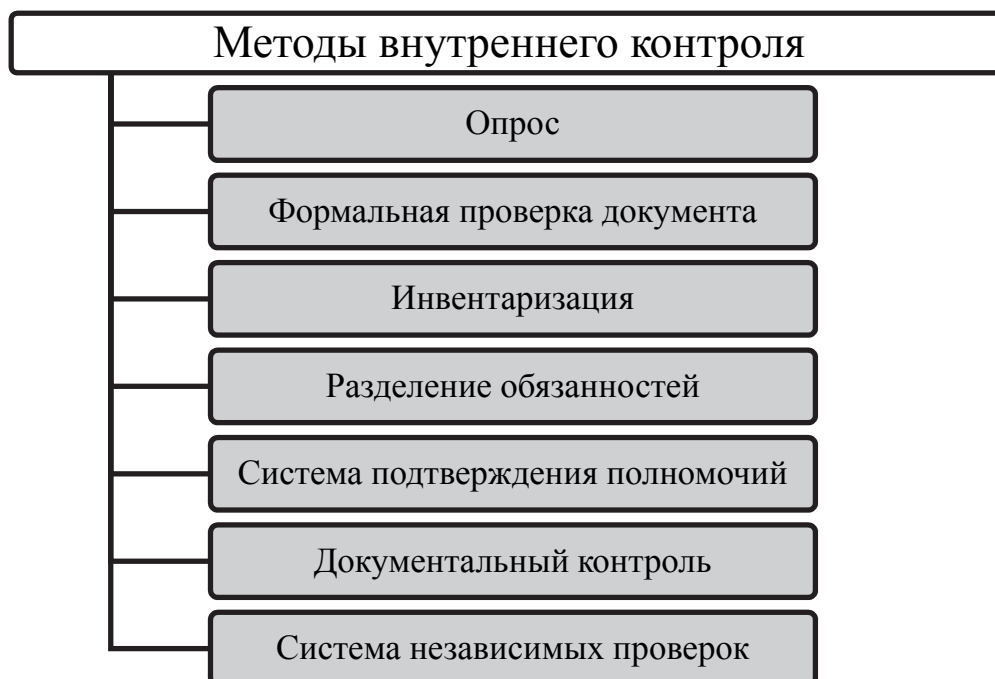 Методы внутреннего контроля
Опрос
Формальная проверка документа
Инвентаризация
Разделение обязанностей
Система подтверждения полномочий
Документальный контроль
Система независимых проверок